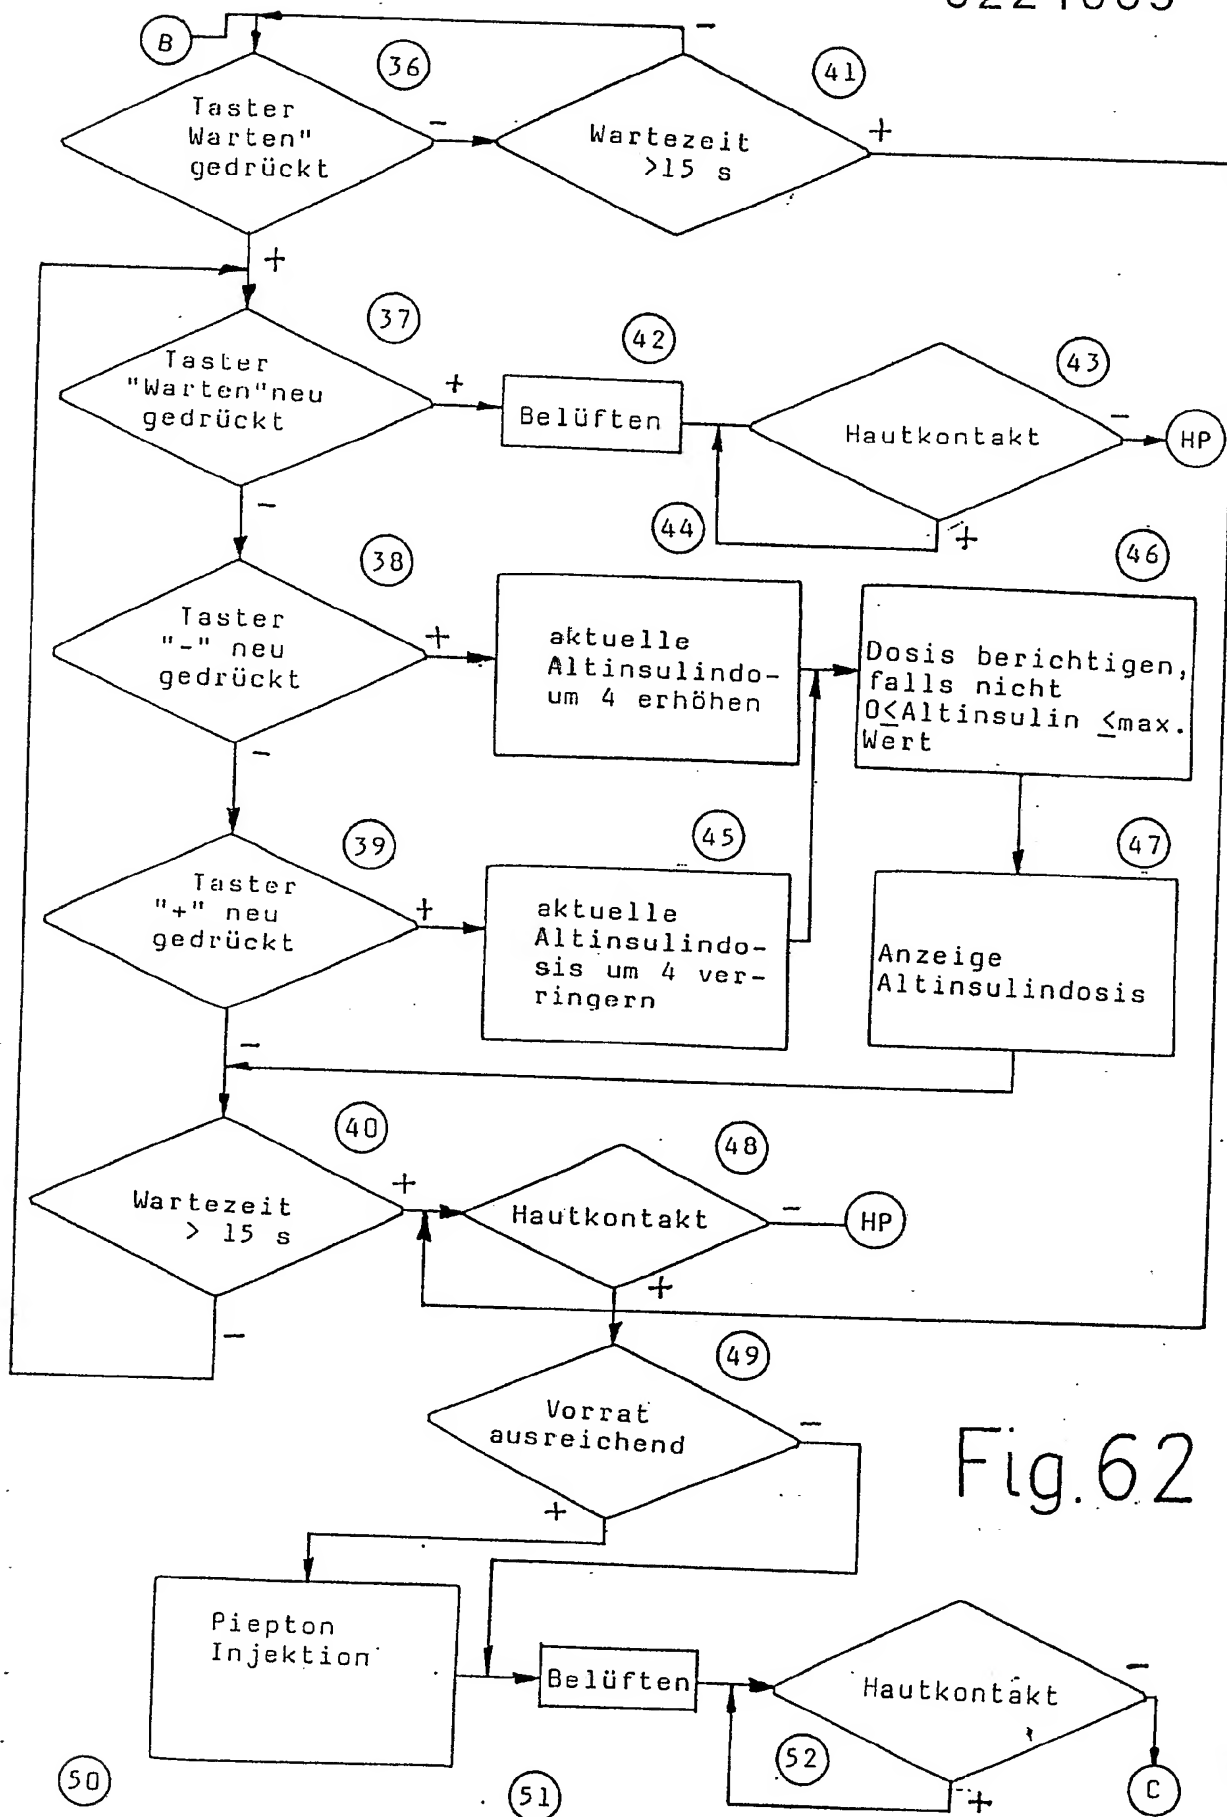 B
36
Taster
Warten"
gedrückt
-
-
41
Wartezeit
>15 s
+
+
37
Taster
"Warten"neu
gedrückt
+
42
Belüften
43
Hautkontakt
-
HP
-
44
+
38
Taster
"-" neu
gedrückt
+
aktuelle
Altinsulindo-
um 4 erhöhen
46
Dosis berichtigen,
falls nicht
0≤Altinsulin ≤max.
Wert
-
39
Taster
"+" neu
gedrückt
+
45
aktuelle
Altinsulindo-
sis um 4 ver-
ringern
47
Anzeige
Altinsulindosis
-
40
Wartezeit
> 15 s
+
48
Hautkontakt
-
HP
+
-
49
Vorrat
ausreichend
-
+
Fig.62
Piepton
Injektion
Belüften
Hautkontakt
-
50
51
52
+
C